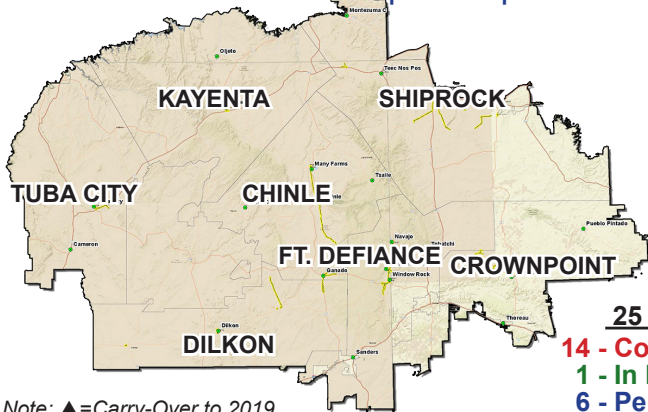 Montezuma C
Oljeto
Teec Nos Pos
KAYENTA
SHIPROCK
Many Farms
Tsaile
TUBA CITY
CHINLE
Pueblo Pintado
Navajo
Cameron
FT. DEFIANCE
CROWNPOINT
Ganado
Window Rock
Thoreau
25
Dilkon
DILKON
14 - Co
Sanders
1 - In
6 - Pe
Note: ▲=Carry-Over to 2019